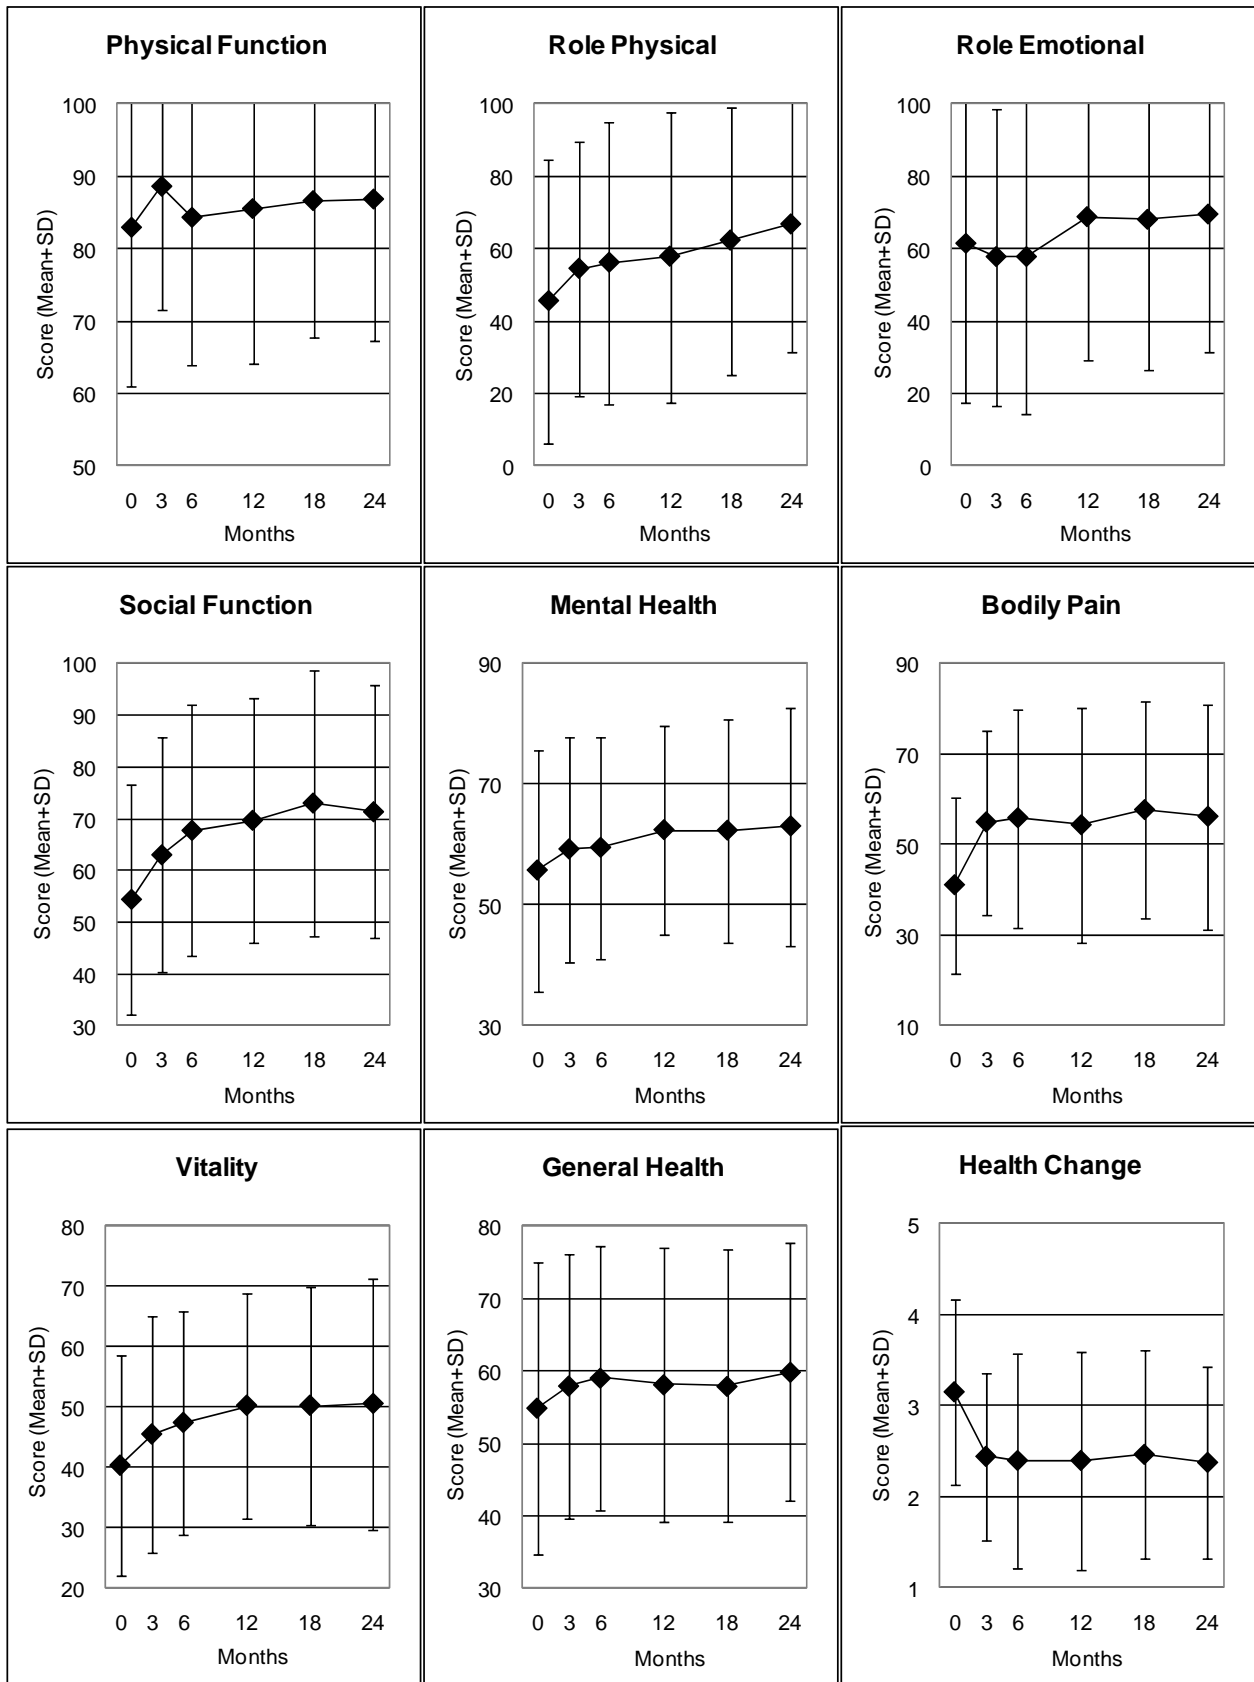 Physical Function
Score (Mean+SD)
100
90
80
70
60
50
0 3 6 12 18 24
Months
Role Physical
Score (Mean+SD)
100
80
60
40
20
0
0 3 6 12 18 24
Months
Role Emotional
Score (Mean+SD)
100
80
60
40
20
0
0 3 6 12 18 24
Months
Social Function
Score (Mean+SD)
100
90
80
70
60
50
40
30
0 3 6 12 18 24
Months
Mental Health
Score (Mean+SD)
90
70
50
30
0 3 6 12 18 24
Months
Bodily Pain
Score (Mean+SD)
90
70
50
30
10
0 3 6 12 18 24
Months
Vitality
Score (Mean+SD)
80
70
60
50
40
30
20
0 3 6 12 18 24
Months
General Health
Score (Mean+SD)
80
70
60
50
40
30
0 3 6 12 18 24
Months
Health Change
Score (Mean+SD)
5
4
3
2
1
0 3 6 12 18 24
Months